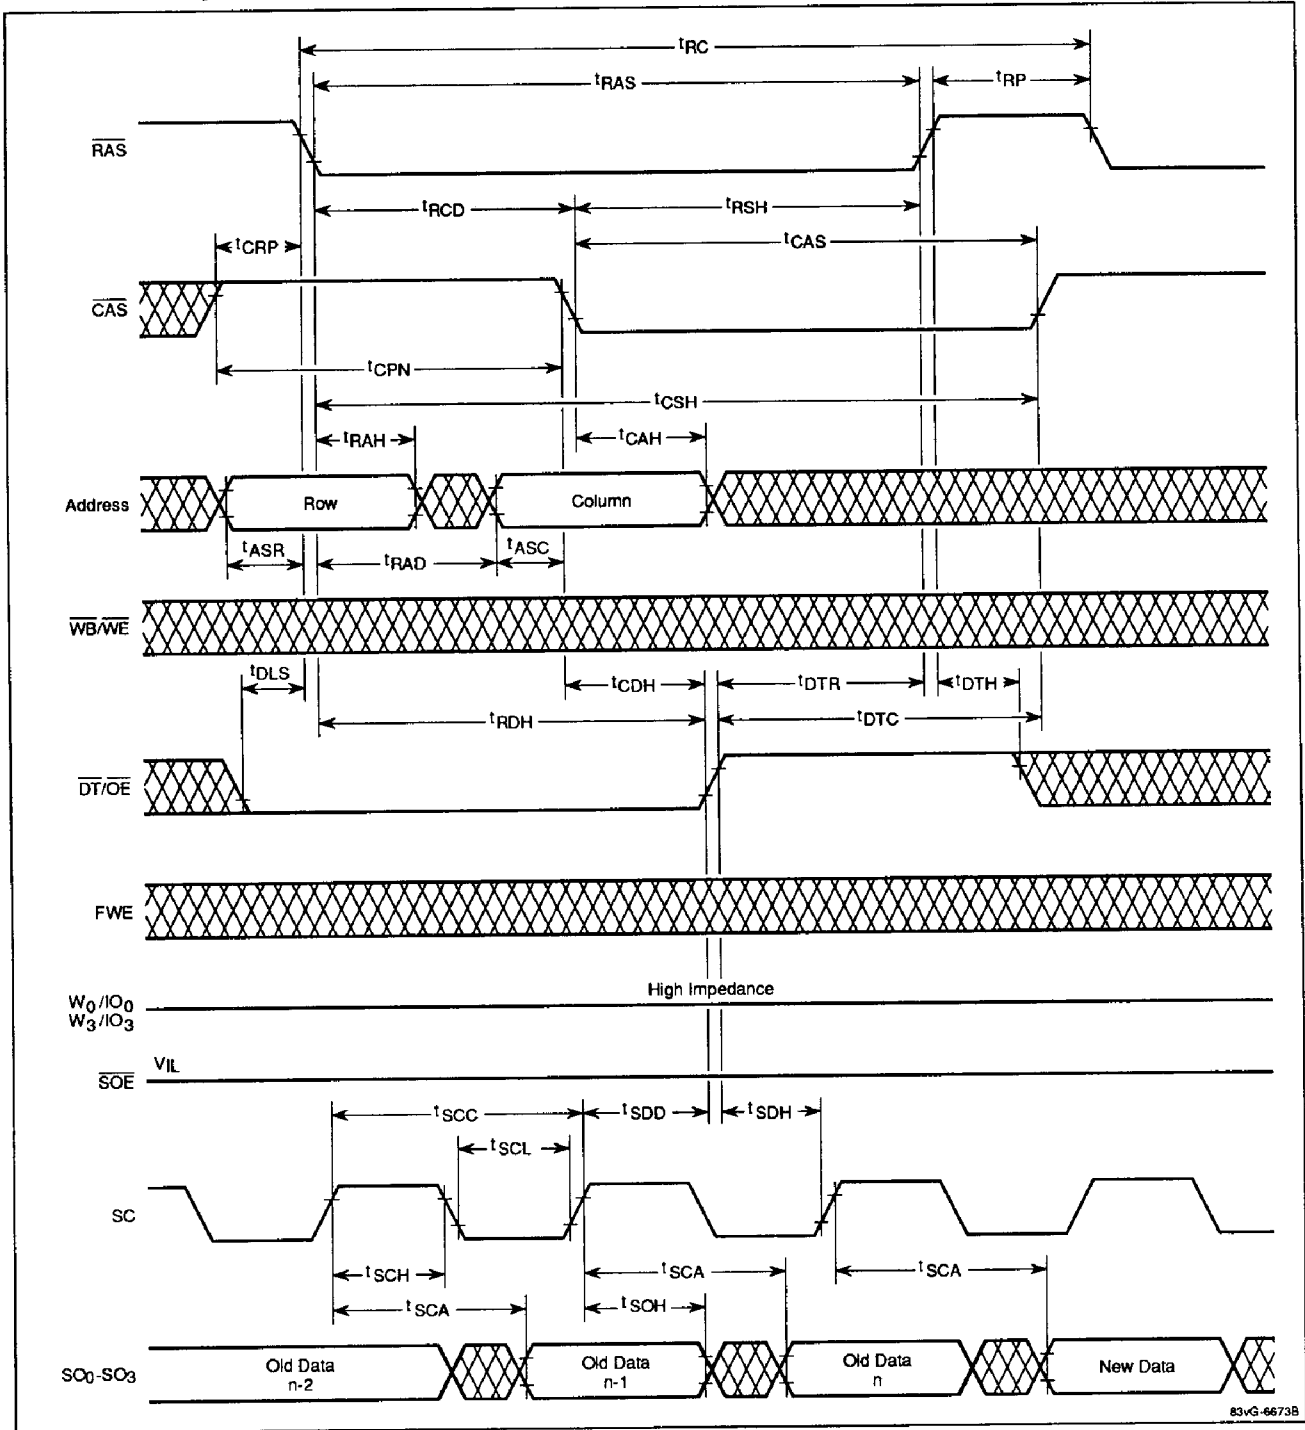 tRC
tRAS
tRP
RAS
tRCD
tRSH
tCRP
tCAS
CAS
tCPN
tCSH
tRAH
tCAH
Address
Row
Column
tASR
tRAD
tASC
WB/WE
tDLS
tCDH
tDTR
tDTH
tRDH
tDTC
DT/OE
FWE
High Impedance
W0/IO0
W3/IO3
VIL
SOE
tSCC
tSDD
tSDH
tSCL
SC
tSCH
tSCA
tSCA
tSCA
tSOH
SO0-SO3
Old Data
n-2
Old Data
n-1
Old Data
n
New Data
83vG-6673B